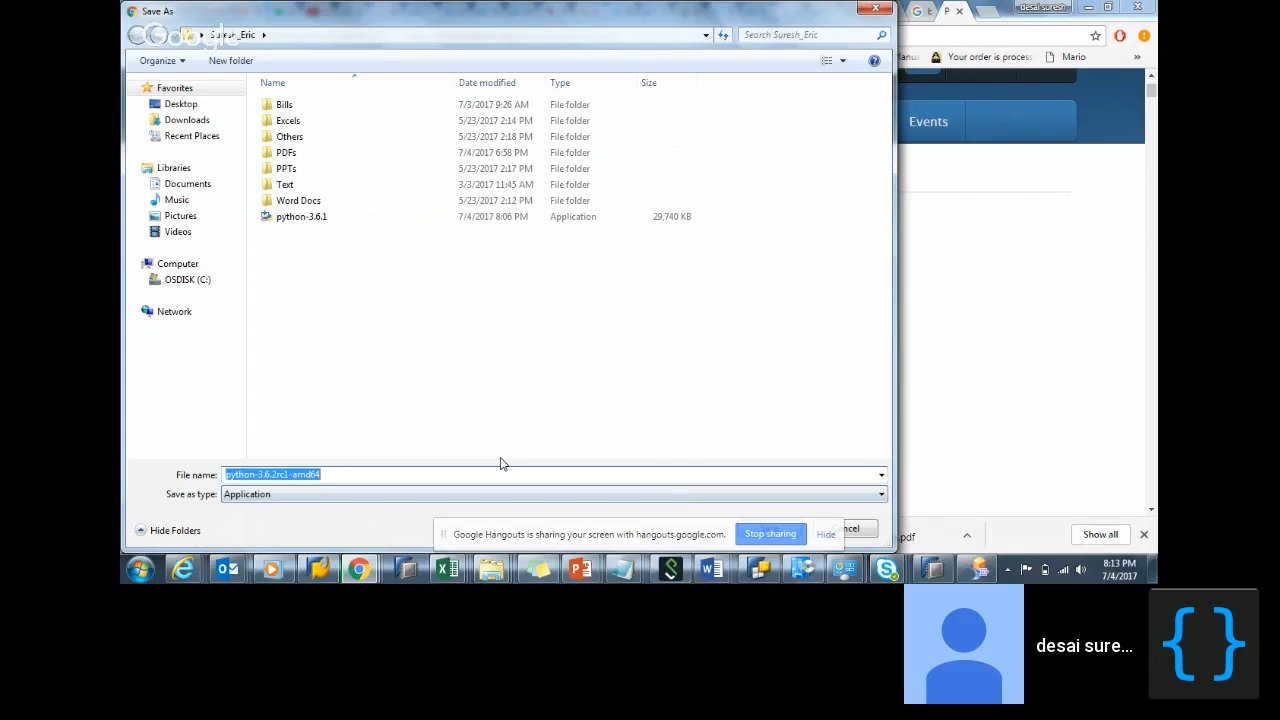 Save As
desai suresh
Google
Suresh_Eric
Search Suresh_Eric
Organize
New folder
Your order is process
Mario
»
Name
Date modified
Type
Size
Favorites
Desktop
Downloads
Recent Places
Libraries
Documents
Music
Pictures
Videos
Computer
OSDISK (C:)
Network
Bills 7/3/2017 9:26 AM File folder
Excels 5/23/2017 2:14 PM File folder
Others 5/23/2017 2:18 PM File folder
PDFs 7/4/2017 6:58 PM File folder
PPTs 5/23/2017 2:17 PM File folder
Text 3/3/2017 11:45 AM File folder
Word Docs 5/23/2017 2:12 PM File folder
python-3.6.1 7/4/2017 8:06 PM Application 29,740 KB
Events
File name: python-3.6.2rc1-amd64
Save as type: Application
Hide Folders
Google Hangouts is sharing your screen with hangouts.google.com.
Stop sharing
Hide
.pdf
Show all
8:13 PM
7/4/2017
desai sure...
{}